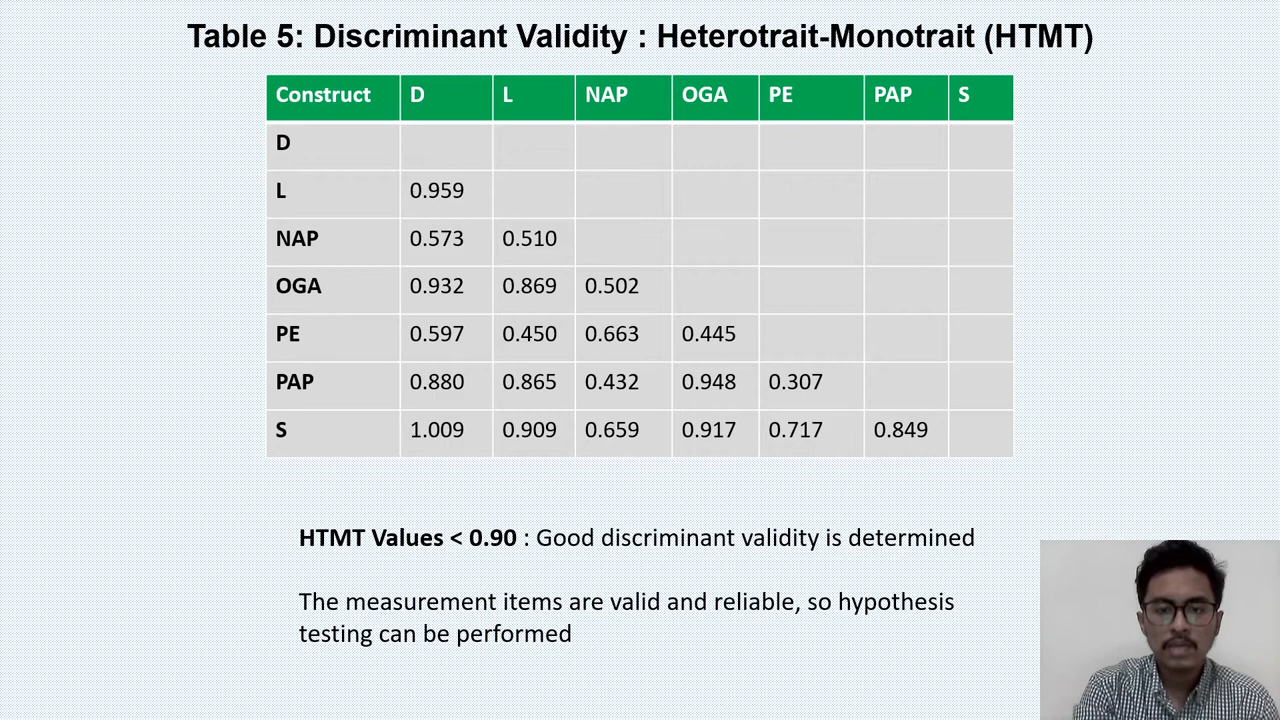 Table 5: Discriminant Validity : Heterotrait-Monotrait (HTMT)
Construct D L NAP OGA PE PAP S
D
L 0.959
NAP 0.573 0.510
OGA 0.932 0.869 0.502
PE 0.597 0.450 0.663 0.445
PAP 0.880 0.865 0.432 0.948 0.307
S 1.009 0.909 0.659 0.917 0.717 0.849
HTMT Values < 0.90 : Good discriminant validity is determined
The measurement items are valid and reliable, so hypothesis
testing can be performed